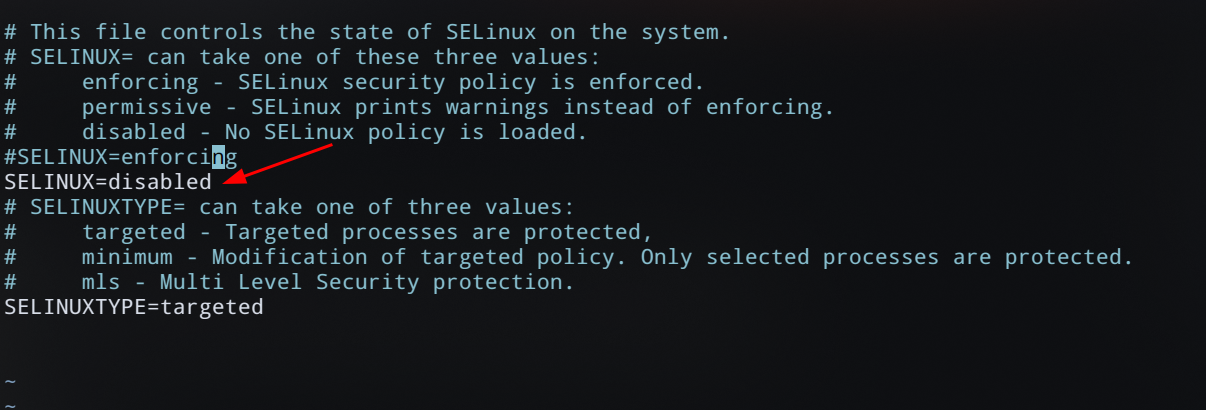 # This file controls the state of SELinux on the system.
# SELINUX= can take one of these three values:
#     enforcing - SELinux security policy is enforced.
#     permissive - SELinux prints warnings instead of enforcing.
#     disabled - No SELinux policy is loaded.
#SELINUX=enforcing
SELINUX=disabled
# SELINUXTYPE= can take one of three values:
#     targeted - Targeted processes are protected,
#     minimum - Modification of targeted policy. Only selected processes are protected.
#     mls - Multi Level Security protection.
SELINUXTYPE=targeted
~
~